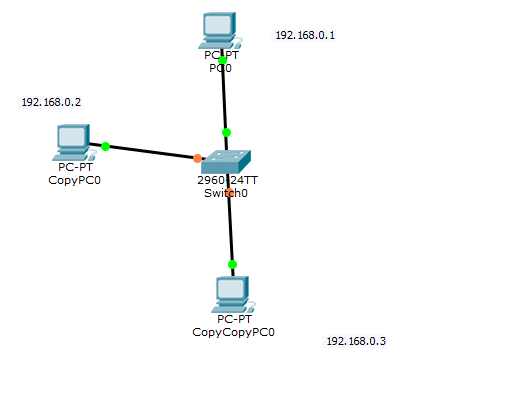 192.168.0.1
PC-PT
PC0
192.168.0.2
PC-PT
CopyPC0
2960-24TT
Switch0
PC-PT
CopyCopyPC0
192.168.0.3